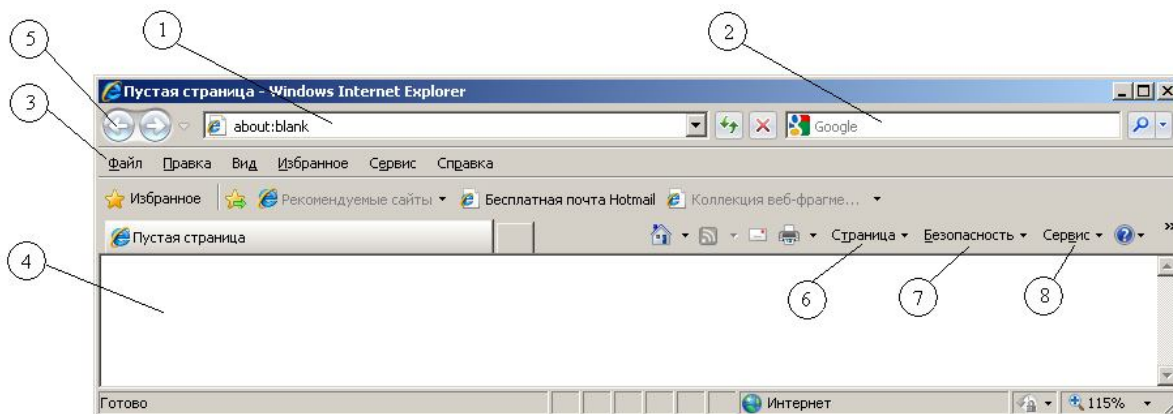 1
2
5
3
Пустая страница - Windows Internet Explorer
about:blank
Google
Файл Правка Вид Избранное Сервис Справка
Избранное Рекомендуемые сайты Бесплатная почта Hotmail Коллекция веб-фрагме...
Пустая страница
Страница Безопасность Сервис »
4
6
7
8
Готово
Интернет
115%